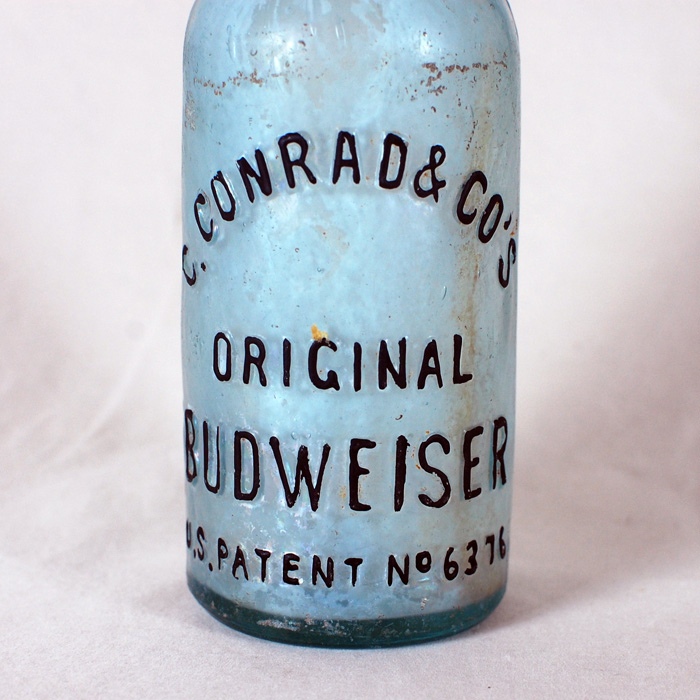 C. CONRAD & CO'S
ORIGINAL
BUDWEISER
U.S. PATENT No 6376